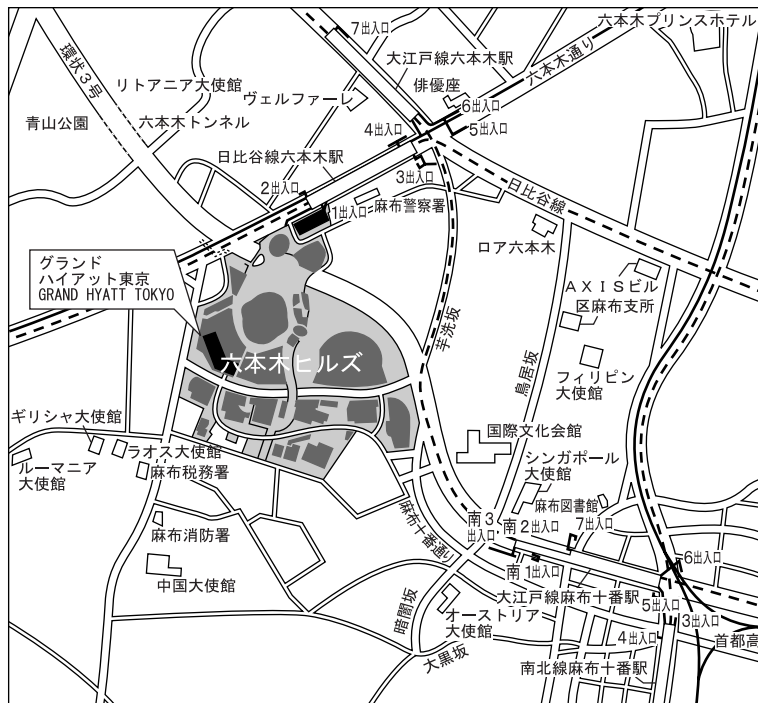 六本木プリンスホテル
7出入口
大江戸線六本木駅
六本木通り
環状3号
リトアニア大使館
俳優座
ヴェルファーレ
6出入口
5出入口
青山公園
六本木トンネル
4出入口
日比谷線六本木駅
3出入口
2出入口
1出入口
麻布警察署
日比谷線
ロア六本木
グランド
ハイアット東京
GRAND HYATT TOKYO
AXISビル
区麻布支所
芋洗坂
鳥居坂
六本木ヒルズ
フィリピン
大使館
ギリシャ大使館
国際文化会館
ラオス大使館
シンガポール
大使館
ルーマニア
大使館
麻布税務署
麻布図書館
麻布十番通り
南3
出入口
南2出入口
7出入口
麻布消防署
6出入口
南1出入口
中国大使館
大江戸線麻布十番駅
5出入口
暗闇坂
オーストリア
大使館
3出入口
4出入口
首都高
大黒坂
南北線麻布十番駅